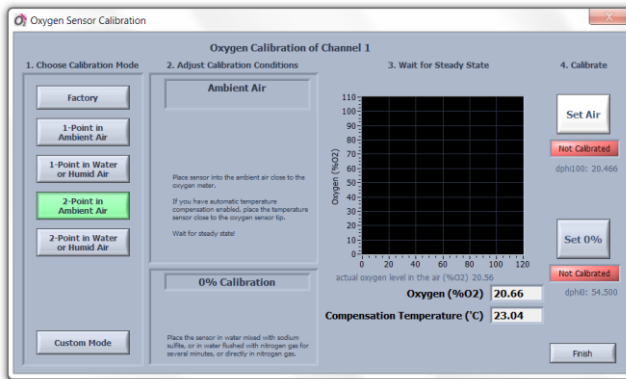 Oxygen Sensor Calibration
Oxygen Calibration of Channel 1
1. Choose Calibration Mode
Factory
1-Point in
Ambient Air
1-Point in Water
or Humid Air
2-Point in
Ambient Air
2-Point in Water
or Humid Air
Custom Mode
2. Adjust Calibration Conditions
Ambient Air
Place sensor into the ambient air close to the
oxygen meter.
If you have automatic temperature
compensation enabled, place the temperature
sensor close to the oxygen sensor tip.
Wait for steady state!
0% Calibration
Place the sensor in water mixed with sodium
sulfite, or in water flushed with nitrogen gas for
several minutes, or directly in nitrogen gas.
3. Wait for Steady State
Oxygen (%O2)
110
100
90
80
70
60
50
40
30
20
10
0
0 20 40 60 80 100 120
actual oxygen level in the air (%O2) 20.56
Oxygen (%O2) 20.66
Compensation Temperature (°C) 23.04
4. Calibrate
Set Air
Not Calibrated
dphi100: 20.466
Set 0%
Not Calibrated
dphi0: 54.500
Finish